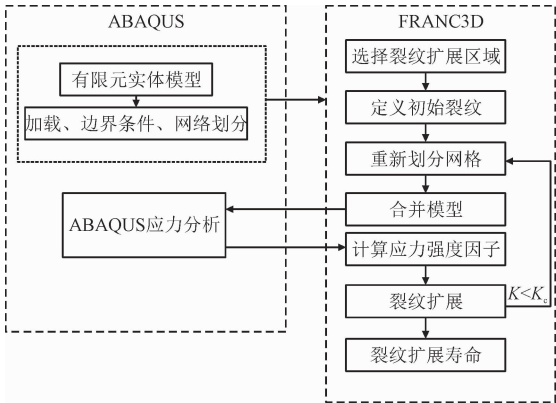 ABAQUS
有限元实体模型
加载、边界条件、网络划分
ABAQUS应力分析
FRANC3D
选择裂纹扩展区域
定义初始裂纹
重新划分网格
合并模型
计算应力强度因子
裂纹扩展
K<Kc
裂纹扩展寿命